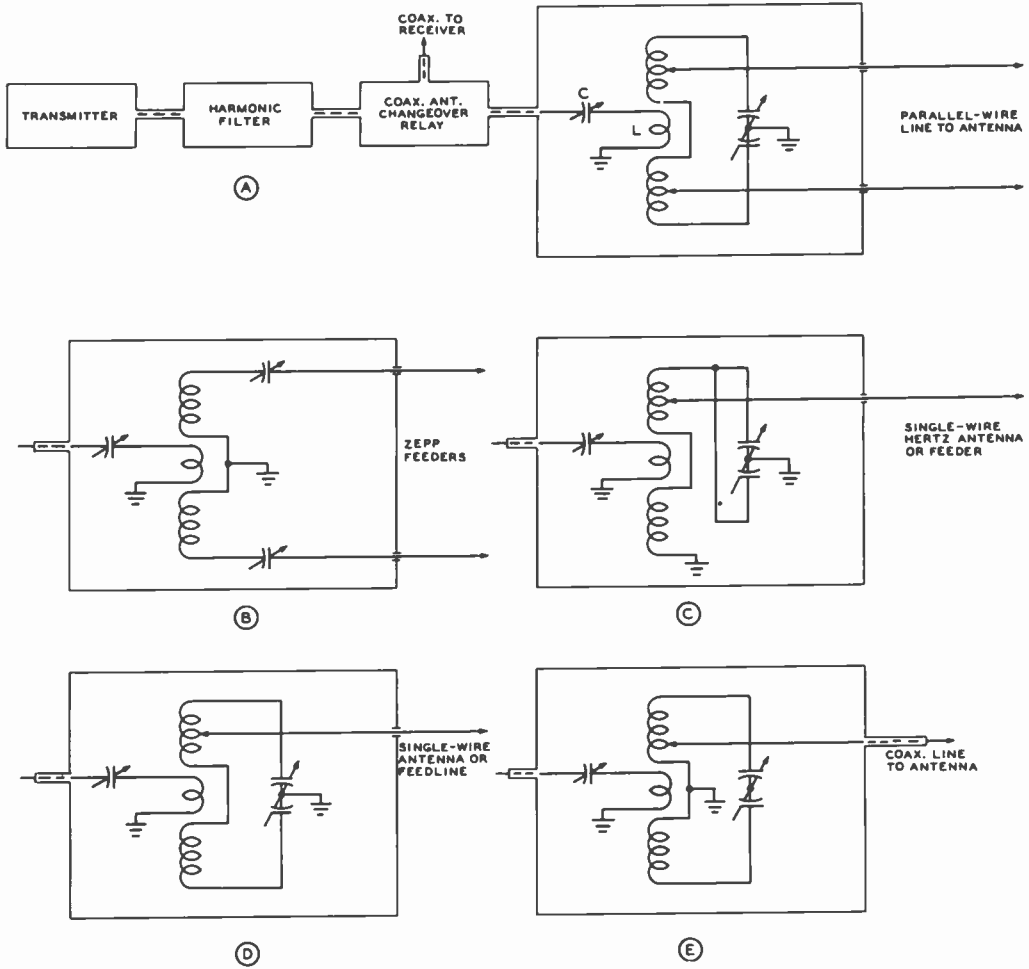 COAX. TO
RECEIVER
TRANSMITTER
HARMONIC
FILTER
COAX. ANT.
CHANGEOVER
RELAY
C
L
PARALLEL-WIRE
LINE TO ANTENNA
A
ZEPP
FEEDERS
B
SINGLE-WIRE
HERTZ ANTENNA
OR FEEDER
C
SINGLE-WIRE
ANTENNA OR
FEEDLINE
D
COAX. LINE
TO ANTENNA
E